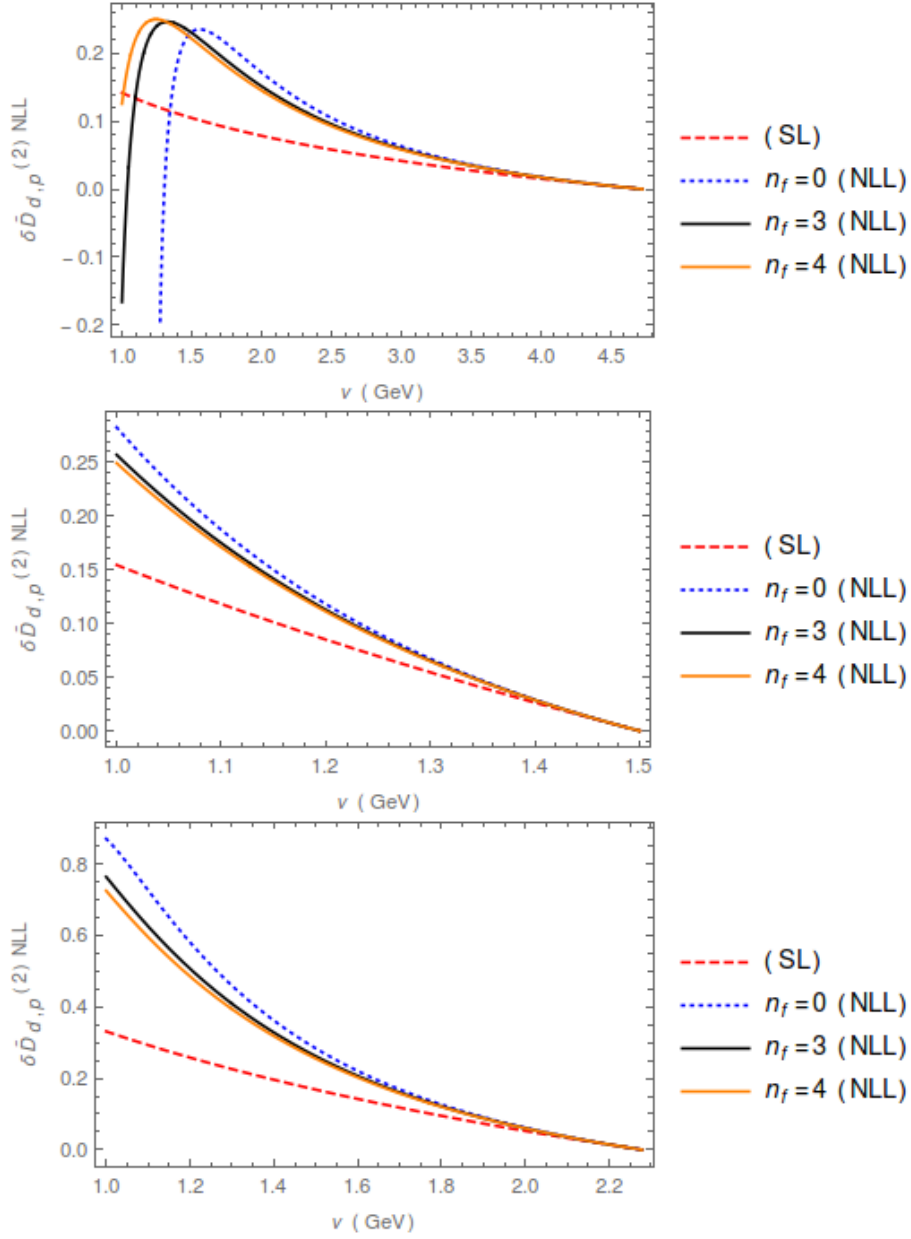 δD̄_{d,p}^{(2) NLL}
0.2
0.1
0.0
−0.1
−0.2
1.0 1.5 2.0 2.5 3.0 3.5 4.0 4.5
ν (GeV)
(SL)
n_f=0 (NLL)
n_f=3 (NLL)
n_f=4 (NLL)
δD̄_{d,p}^{(2) NLL}
0.25
0.20
0.15
0.10
0.05
0.00
1.0 1.1 1.2 1.3 1.4 1.5
ν (GeV)
(SL)
n_f=0 (NLL)
n_f=3 (NLL)
n_f=4 (NLL)
δD̄_{d,p}^{(2) NLL}
0.8
0.6
0.4
0.2
0.0
1.0 1.2 1.4 1.6 1.8 2.0 2.2
ν (GeV)
(SL)
n_f=0 (NLL)
n_f=3 (NLL)
n_f=4 (NLL)